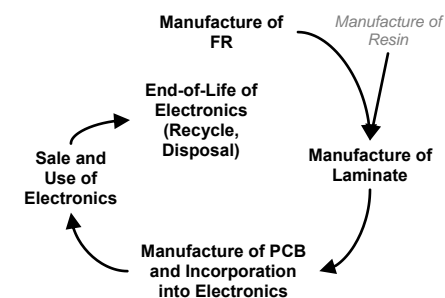 Manufacture of
FR
Manufacture of
Resin
End-of-Life of
Electronics
(Recycle,
Disposal)
Manufacture of
Laminate
Sale and
Use of
Electronics
Manufacture of PCB
and Incorporation
into Electronics